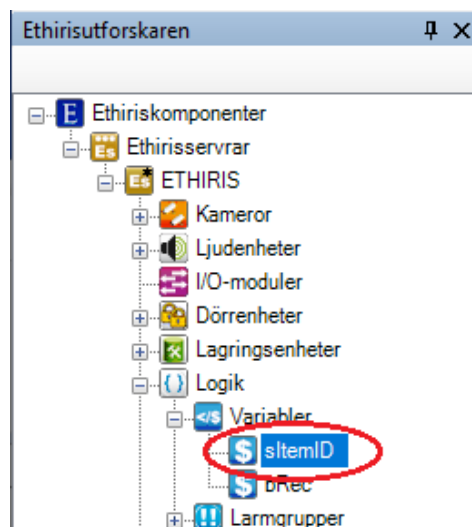 Ethirisutforskaren
Ethiriskomponenter
Ethirisservrar
ETHIRIS
Kameror
Ljudenheter
I/O-moduler
Dörrenheter
Lagringsenheter
Logik
Variabler
sItemID
bRec
Larmgrupper